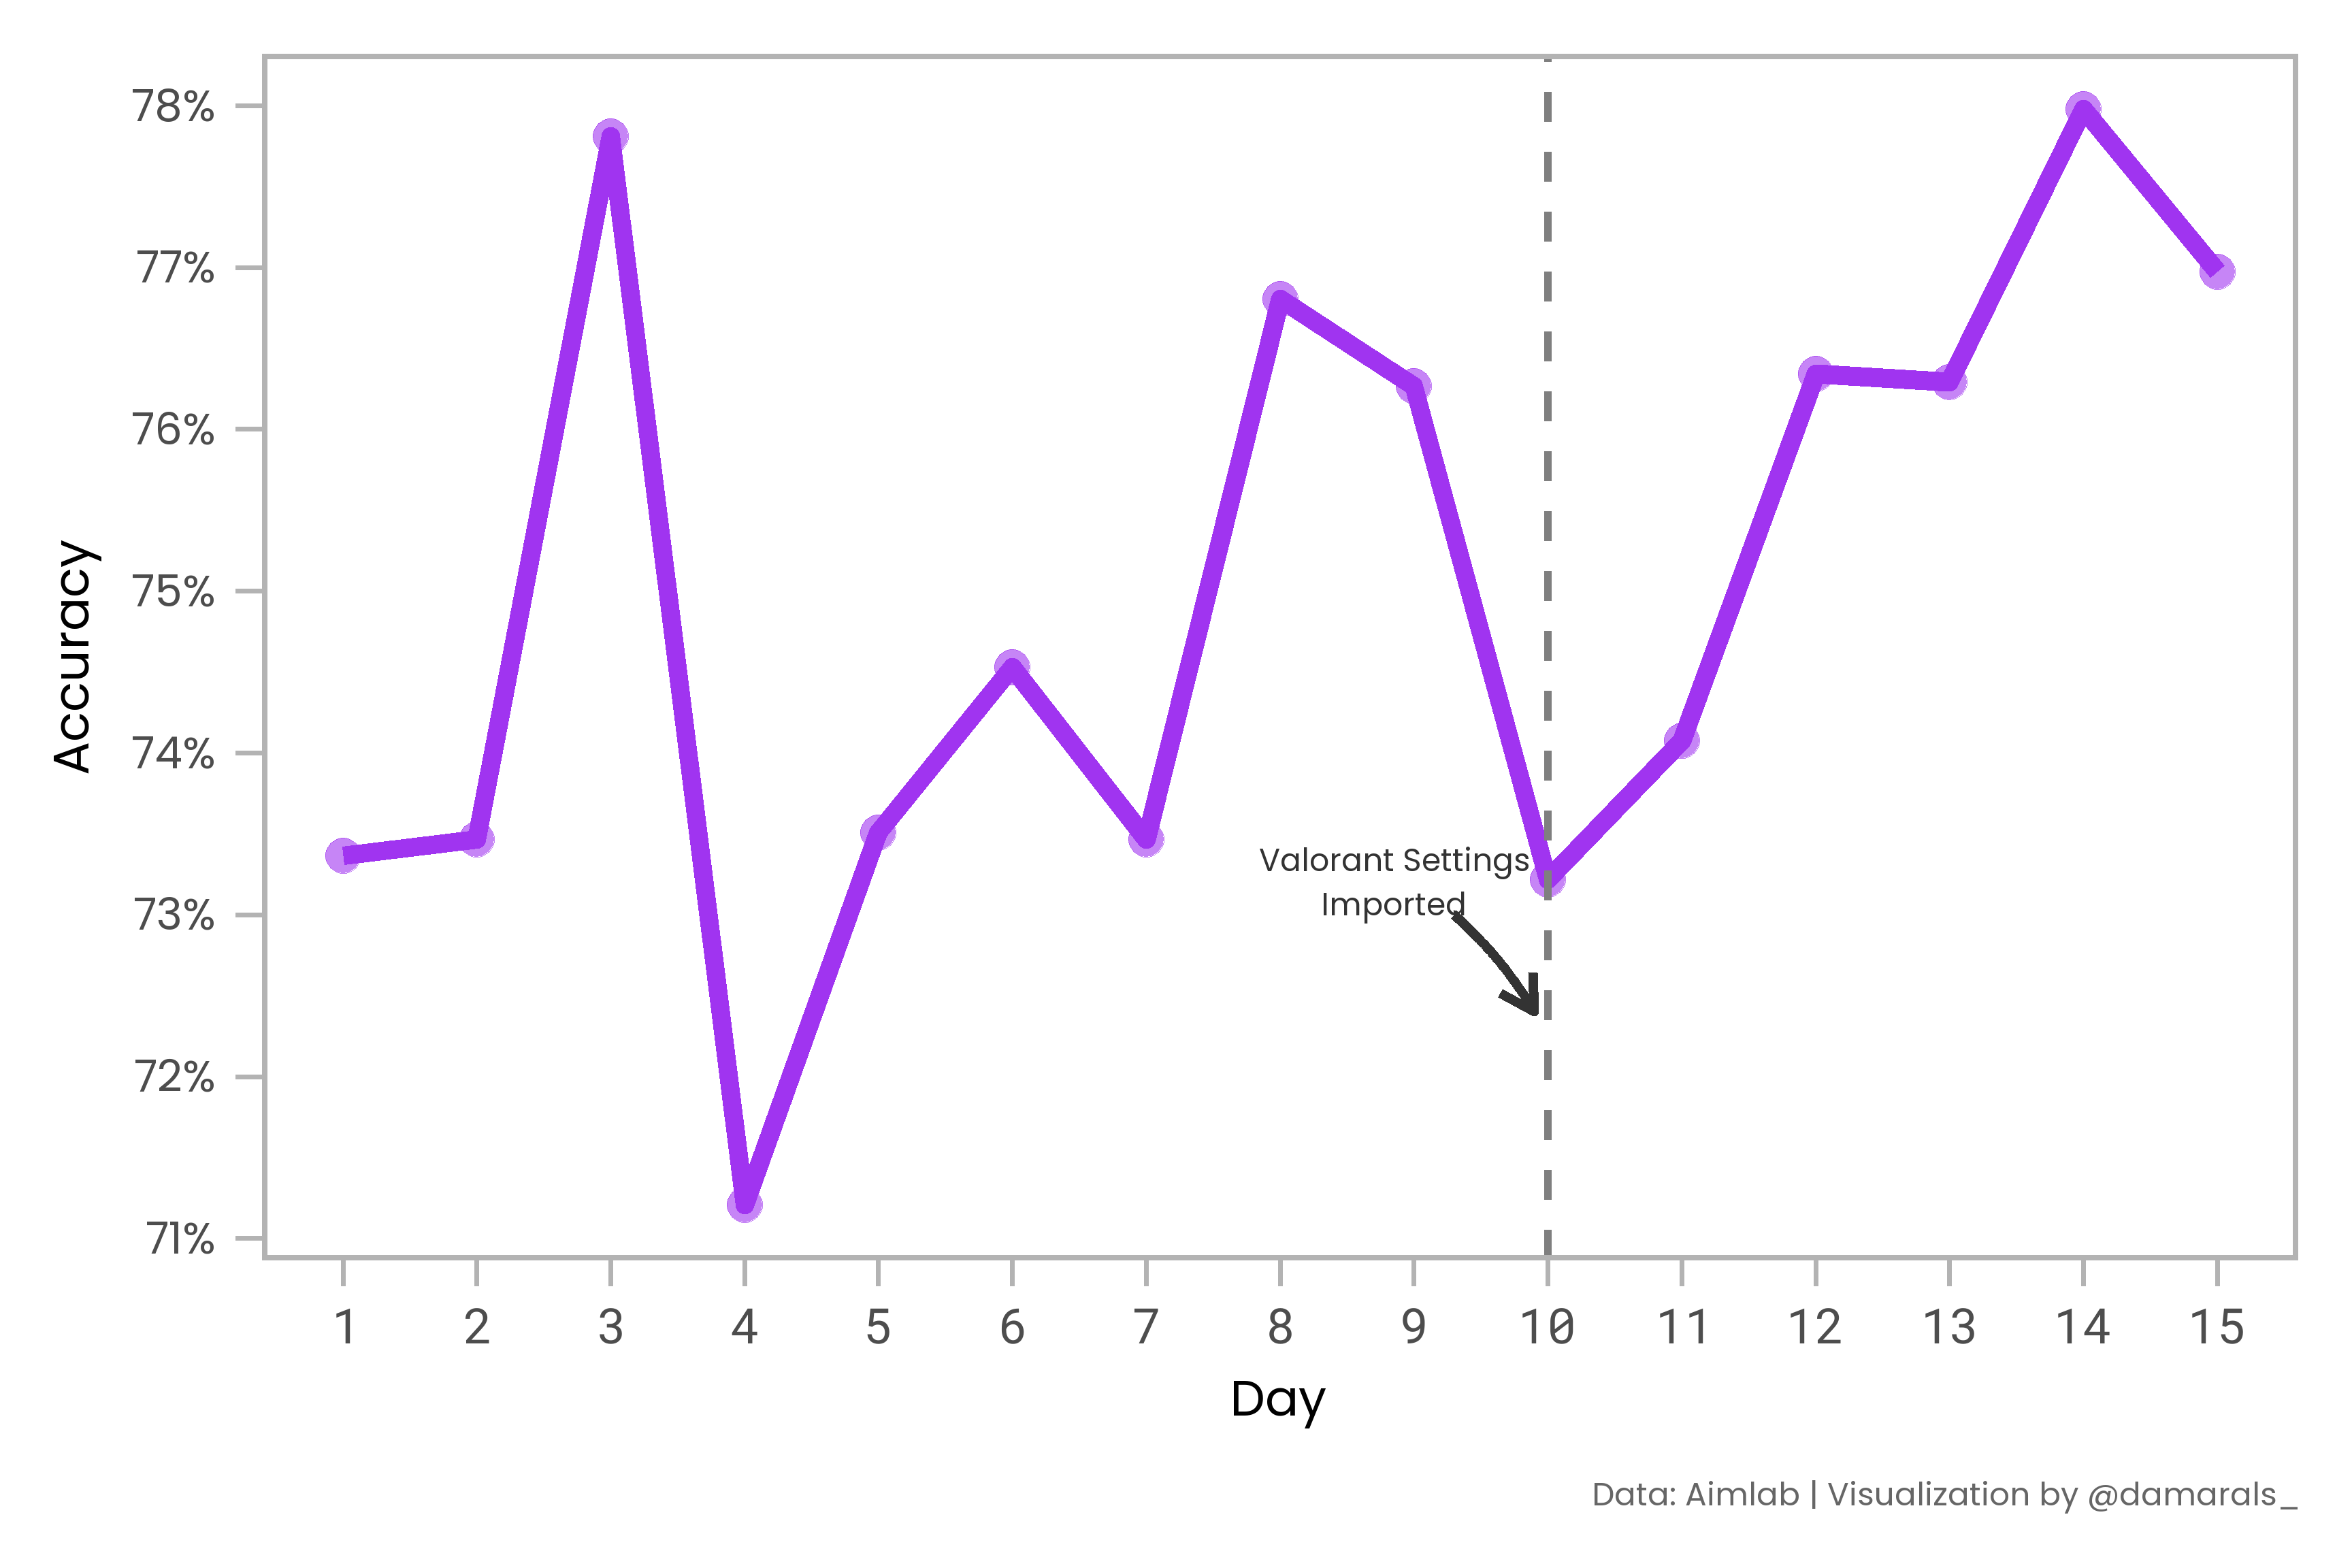 78%
77%
76%
75%
74%
73%
72%
71%
Accuracy
Valorant Settings
Imported
1 2 3 4 5 6 7 8 9 10 11 12 13 14 15
Day
Data: Aimlab | Visualization by @damarals_